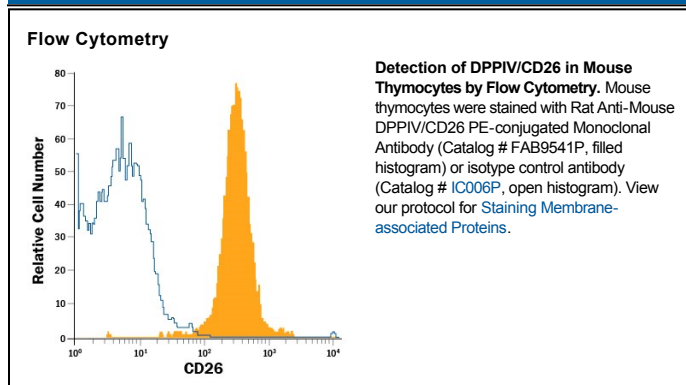 Flow Cytometry
Detection of DPPIV/CD26 in Mouse
Thymocytes by Flow Cytometry. Mouse
thymocytes were stained with Rat Anti-Mouse
DPPIV/CD26 PE-conjugated Monoclonal
Antibody (Catalog # FAB9541P, filled
histogram) or isotype control antibody
(Catalog # IC006P, open histogram). View
our protocol for Staining Membrane-
associated Proteins.
Relative Cell Number
80
70
60
50
40
30
20
10
0
10⁰ 10¹ 10² 10³ 10⁴
CD26